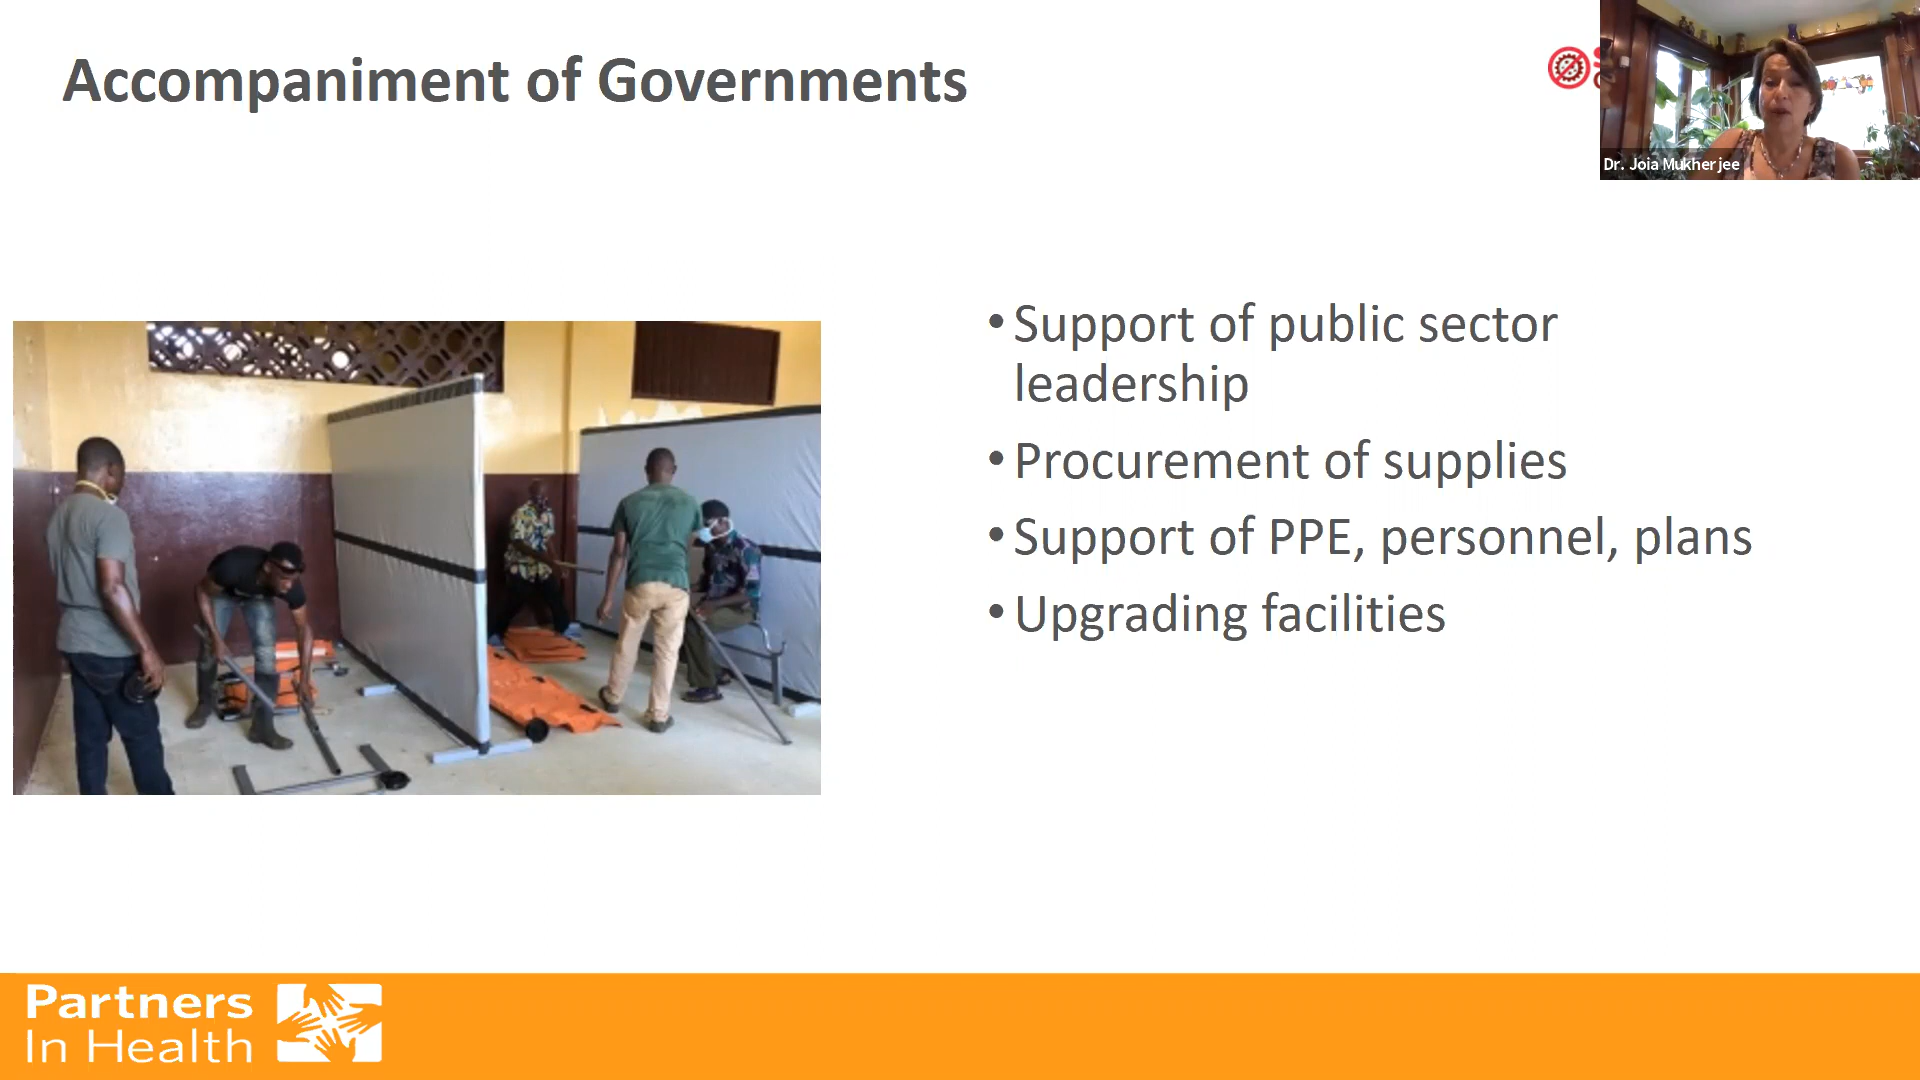 Accompaniment of Governments
Dr. Joia Mukherjee
• Support of public sector
leadership
• Procurement of supplies
• Support of PPE, personnel, plans
• Upgrading facilities
Partners
In Health